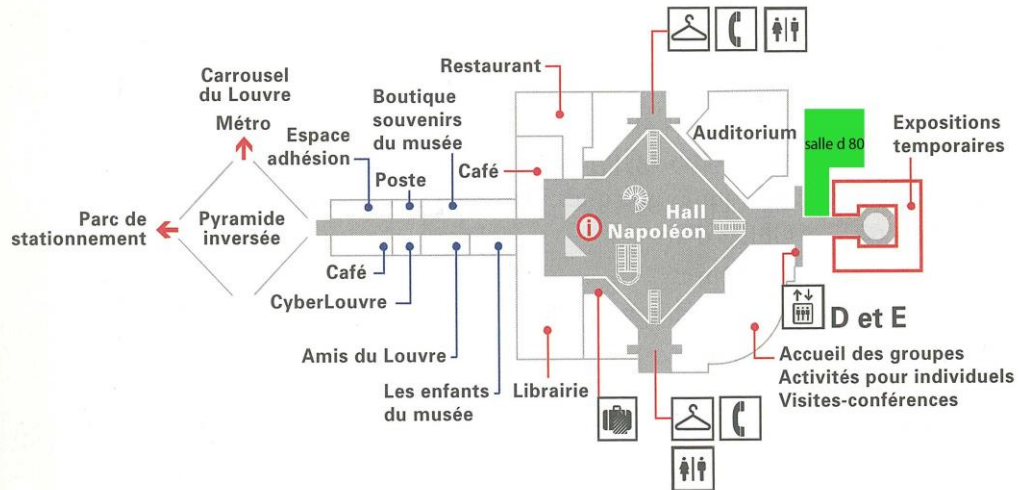 Restaurant
Carrousel
du Louvre
Métro
Boutique
souvenirs
du musée
Espace
adhésion
Poste
Café
Auditorium
salle d 80
Expositions
temporaires
Parc de
stationnement
Pyramide
inversée
i
Hall
Napoléon
Café
CyberLouvre
Amis du Louvre
Les enfants
du musée
Librairie
D et E
Accueil des groupes
Activités pour individuels
Visites-conférences